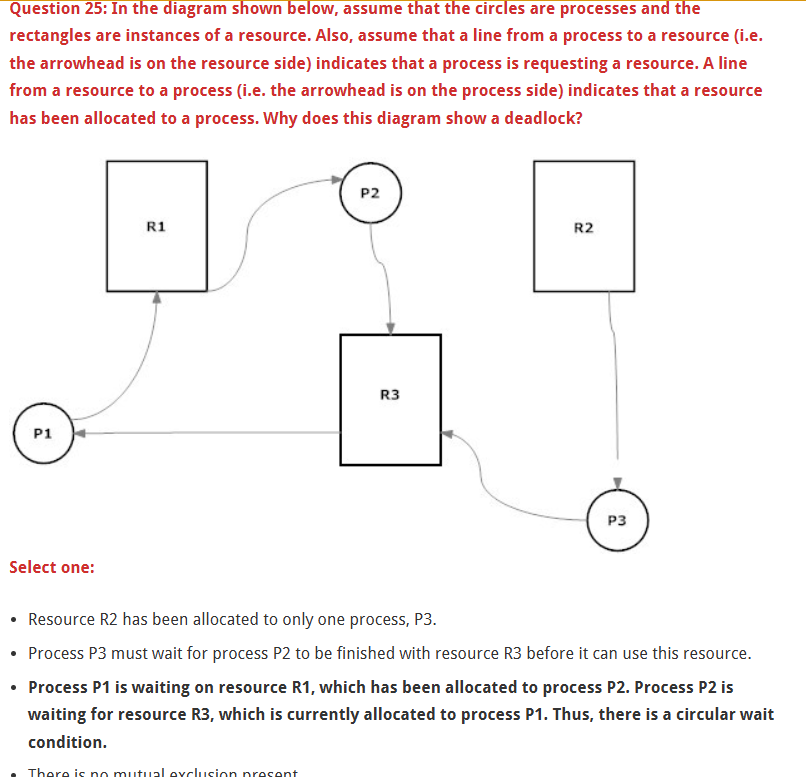 Question 25: In the diagram shown below, assume that the circles are processes and the
rectangles are instances of a resource. Also, assume that a line from a process to a resource (i.e.
the arrowhead is on the resource side) indicates that a process is requesting a resource. A line
from a resource to a process (i.e. the arrowhead is on the process side) indicates that a resource
has been allocated to a process. Why does this diagram show a deadlock?
P2
R1
R2
R3
P1
P3
Select one:
• Resource R2 has been allocated to only one process, P3.
• Process P3 must wait for process P2 to be finished with resource R3 before it can use this resource.
• Process P1 is waiting on resource R1, which has been allocated to process P2. Process P2 is
waiting for resource R3, which is currently allocated to process P1. Thus, there is a circular wait
condition.
• There is no mutual exclusion present